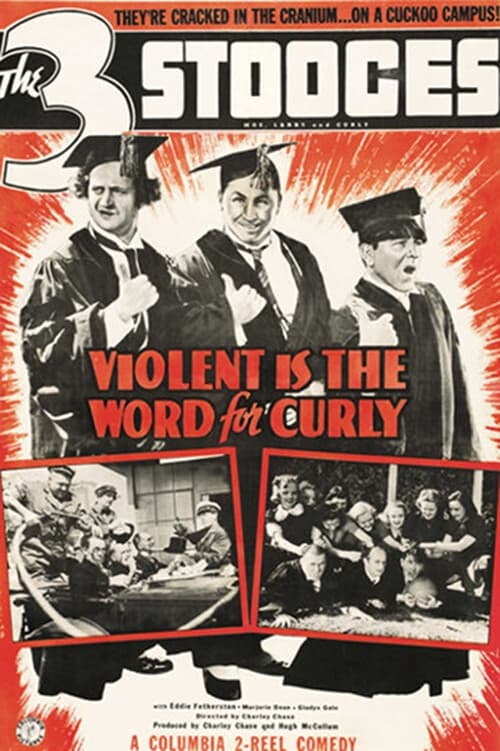 THEY'RE CRACKED IN THE CRANIUM...ON A CUCKOO CAMPUS!
The 3 STOOGES
MOE, LARRY and CURLY
VIOLENT IS THE
WORD for CURLY
with Eddie Fetherston • Marjorie Dean • Gladys Gale
Directed by Charley Chase
Produced by Charley Chase and Hugh McCollum
A COLUMBIA 2-REEL COMEDY